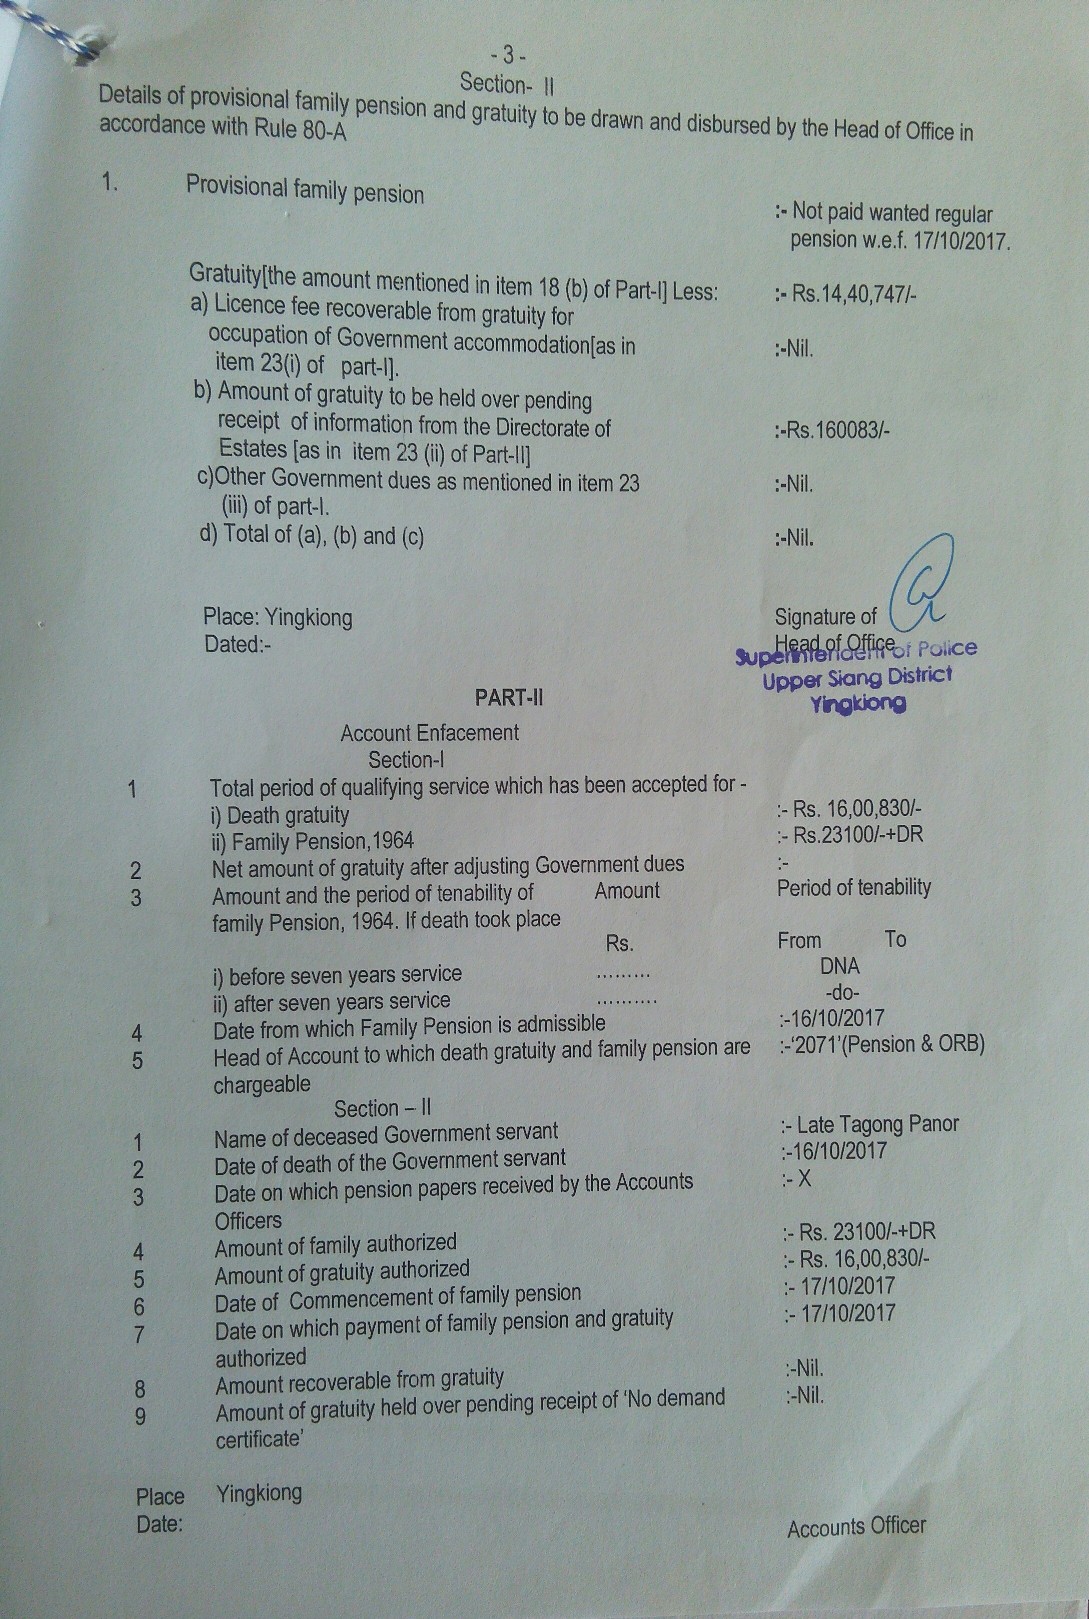 - 3 -
Section- II
Details of provisional family pension and gratuity to be drawn and disbursed by the Head of Office in
accordance with Rule 80-A
1. Provisional family pension
:- Not paid wanted regular
pension w.e.f. 17/10/2017.
Gratuity[the amount mentioned in item 18 (b) of Part-I] Less: :- Rs.14,40,747/-
a) Licence fee recoverable from gratuity for
occupation of Government accommodation[as in :-Nil.
item 23(i) of part-I].
b) Amount of gratuity to be held over pending
receipt of information from the Directorate of :-Rs.160083/-
Estates [as in item 23 (ii) of Part-II]
c)Other Government dues as mentioned in item 23 :-Nil.
(iii) of part-I.
d) Total of (a), (b) and (c) :-Nil.
Place: Yingkiong Signature of
Dated:- Head of Office
Superintendent of Police
Upper Siang District
Yingkiong
PART-II
Account Enfacement
Section-I
1 Total period of qualifying service which has been accepted for -
i) Death gratuity :- Rs. 16,00,830/-
ii) Family Pension,1964 :- Rs.23100/-+DR
2 Net amount of gratuity after adjusting Government dues :-
3 Amount and the period of tenability of Amount Period of tenability
family Pension, 1964. If death took place
Rs. From To
i) before seven years service ......... DNA
ii) after seven years service .......... -do-
4 Date from which Family Pension is admissible :-16/10/2017
5 Head of Account to which death gratuity and family pension are :-‘2071’(Pension & ORB)
chargeable
Section – II
1 Name of deceased Government servant :- Late Tagong Panor
2 Date of death of the Government servant :-16/10/2017
3 Date on which pension papers received by the Accounts :- X
Officers
4 Amount of family authorized :- Rs. 23100/-+DR
5 Amount of gratuity authorized :- Rs. 16,00,830/-
6 Date of Commencement of family pension :- 17/10/2017
7 Date on which payment of family pension and gratuity :- 17/10/2017
authorized
8 Amount recoverable from gratuity :-Nil.
9 Amount of gratuity held over pending receipt of ‘No demand :-Nil.
certificate’
Place Yingkiong
Date:
Accounts Officer